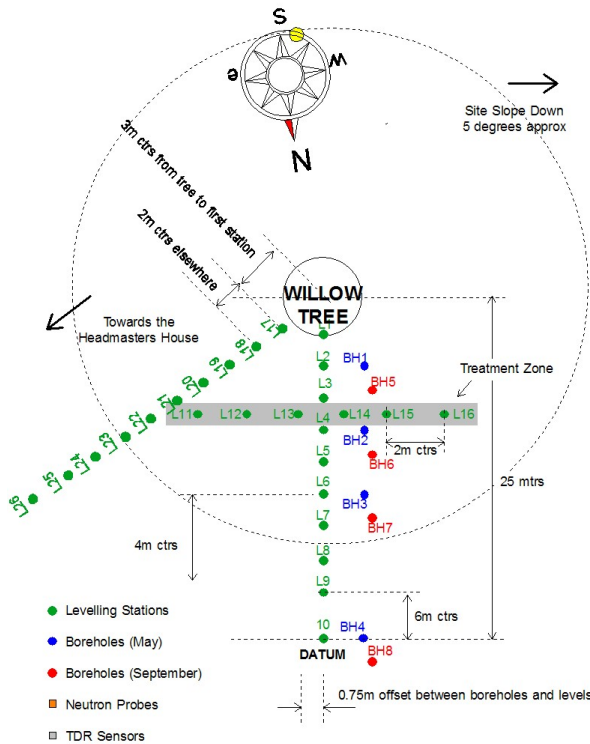 S
e
w
N
Site Slope Down
5 degrees approx
3m ctrs from tree to first station
2m ctrs elsewhere
WILLOW
TREE
Towards the
Headmasters House
L1
L17
L18
L19
L20
L21
L22
L23
L24
L25
L26
L2
BH1
L3
BH5
Treatment Zone
L11
L12
L13
L14
L15
L16
L4
BH2
2m ctrs
L5
BH6
L6
BH3
25 mtrs
L7
BH7
4m ctrs
L8
L9
6m ctrs
10
BH4
DATUM
BH8
0.75m offset between boreholes and levels
Levelling Stations
Boreholes (May)
Boreholes (September)
Neutron Probes
TDR Sensors